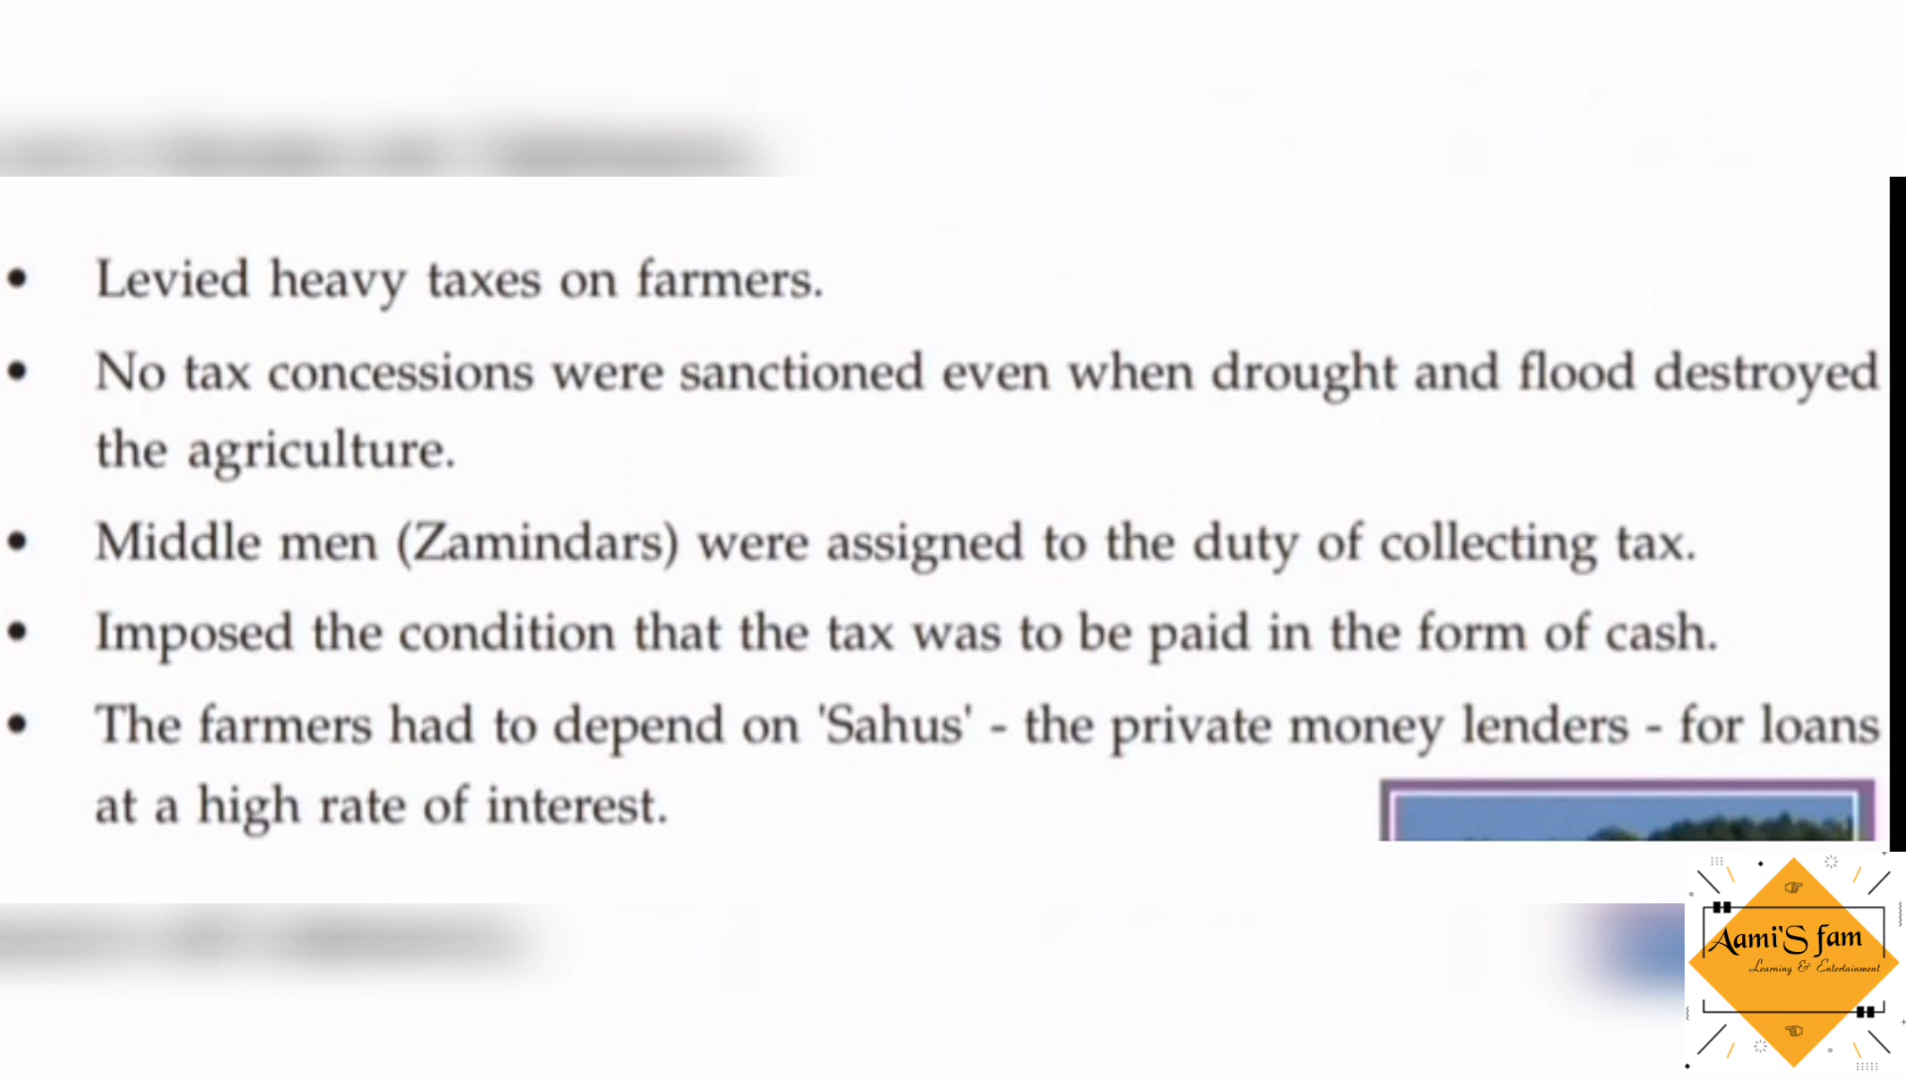 • Levied heavy taxes on farmers.
• No tax concessions were sanctioned even when drought and flood destroyed
the agriculture.
• Middle men (Zamindars) were assigned to the duty of collecting tax.
• Imposed the condition that the tax was to be paid in the form of cash.
• The farmers had to depend on 'Sahus' - the private money lenders - for loans
at a high rate of interest.
Aami'S fam
Learning & Entertainment